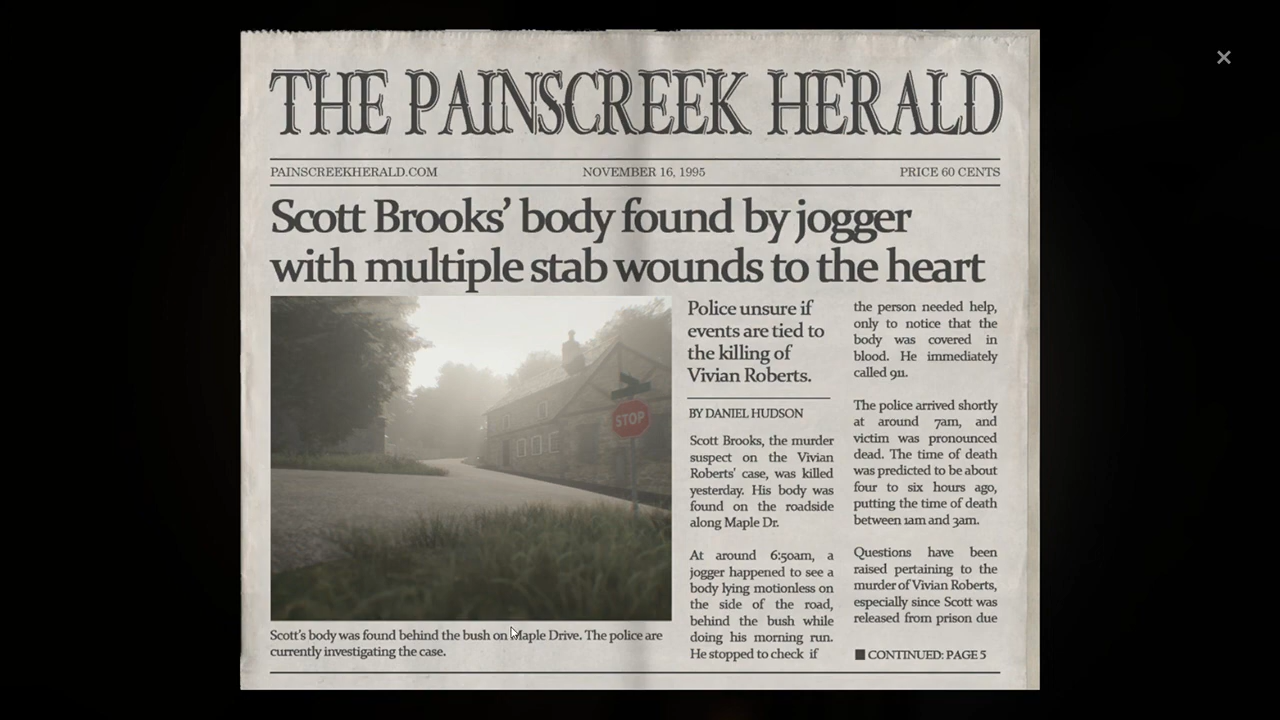 THE PAINSCREEK HERALD
PAINSCREEKHERALD.COM NOVEMBER 16, 1995 PRICE 60 CENTS
Scott Brooks' body found by jogger
with multiple stab wounds to the heart
STOP
Scott's body was found behind the bush on Maple Drive. The police are
currently investigating the case.
Police unsure if
events are tied to
the killing of
Vivian Roberts.
BY DANIEL HUDSON
Scott Brooks, the murder
suspect on the Vivian
Roberts' case, was killed
yesterday. His body was
found on the roadside
along Maple Dr.
At around 6:50am, a
jogger happened to see a
body lying motionless on
the side of the road,
behind the bush while
doing his morning run.
He stopped to check if
the person needed help,
only to notice that the
body was covered in
blood. He immediately
called 911.
The police arrived shortly
at around 7am, and
victim was pronounced
dead. The time of death
was predicted to be about
four to six hours ago,
putting the time of death
between 1am and 3am.
Questions have been
raised pertaining to the
murder of Vivian Roberts,
especially since Scott was
released from prison due
■ CONTINUED: PAGE 5